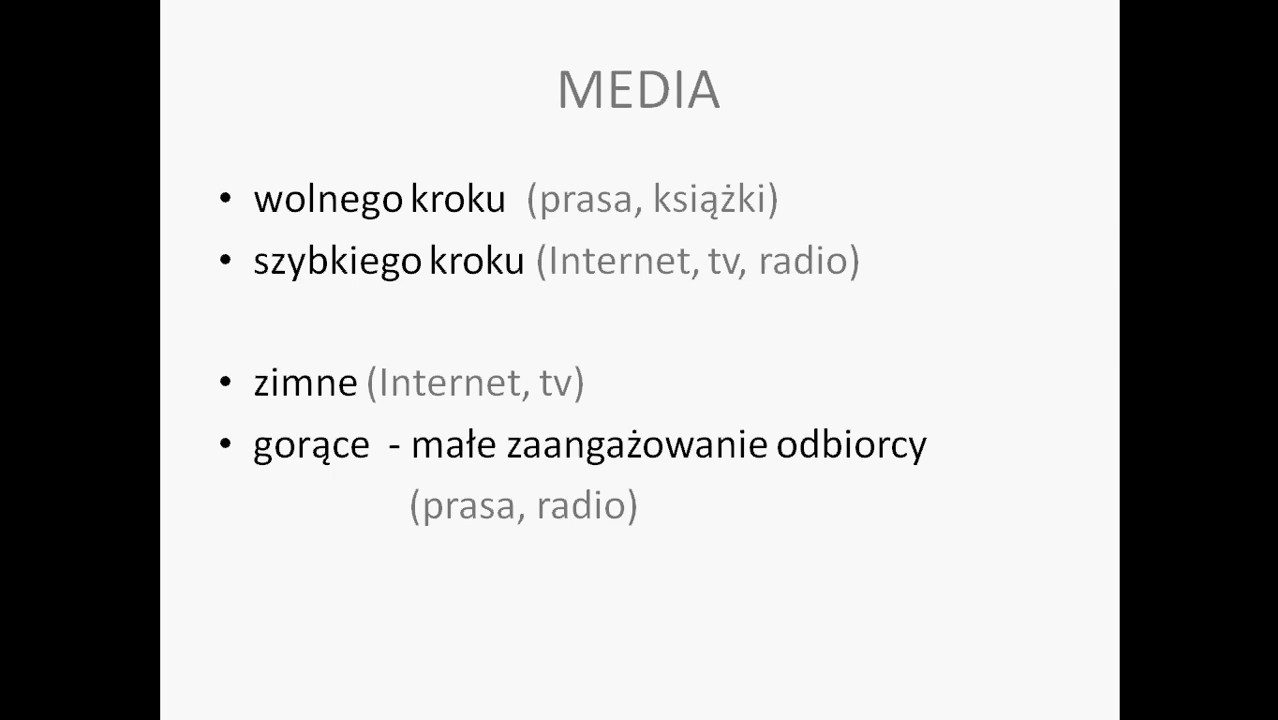 MEDIA
• wolnego kroku (prasa, książki)
• szybkiego kroku (Internet, tv, radio)
• zimne (Internet, tv)
• gorące - małe zaangażowanie odbiorcy
(prasa, radio)